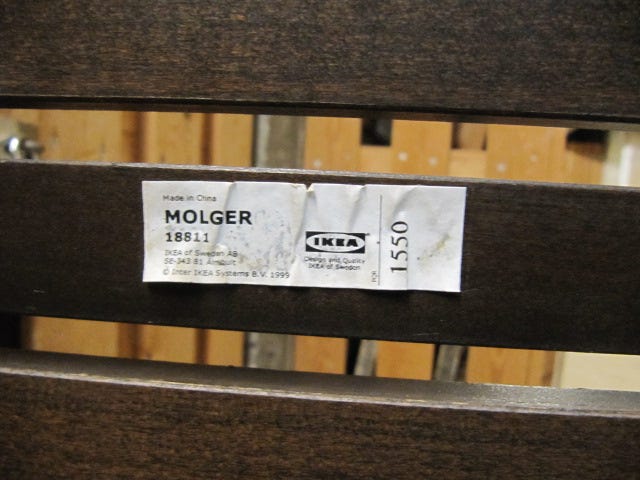 Made in China
MOLGER
18811
IKEA of Sweden AB
SE-343 81 Älmhult
© Inter IKEA Systems B.V. 1999
IKEA
Design and Quality
IKEA of Sweden
1550